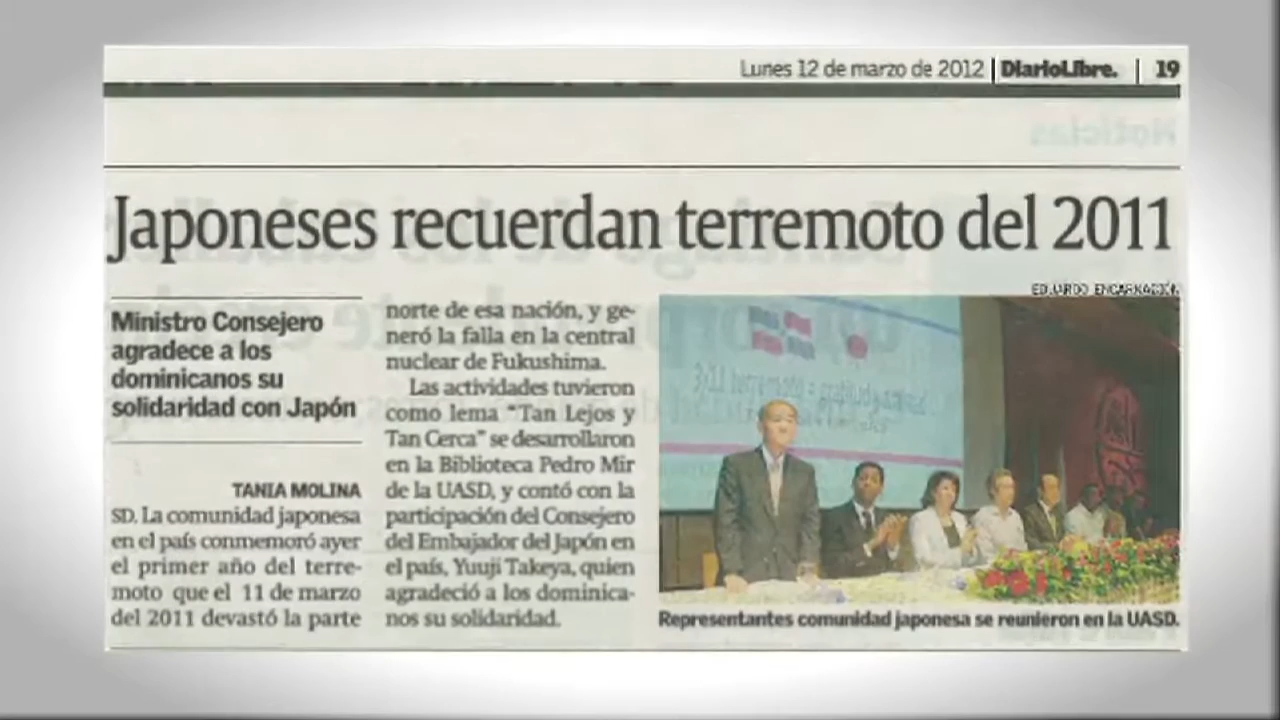 Lunes 12 de marzo de 2012 | DiarioLibre. | 19
Japoneses recuerdan terremoto del 2011
EDUARDO ENCARNACIÓN
Ministro Consejero
agradece a los
dominicanos su
solidaridad con Japón
TANIA MOLINA
SD. La comunidad japonesa
en el país conmemoró ayer
el primer año del terre-
moto que el 11 de marzo
del 2011 devastó la parte
norte de esa nación, y ge-
neró la falla en la central
nuclear de Fukushima.
Las actividades tuvieron
como lema "Tan Lejos y
Tan Cerca" se desarrollaron
en la Biblioteca Pedro Mir
de la UASD, y contó con la
participación del Consejero
del Embajador del Japón en
el país, Yuuji Takeya, quien
agradeció a los dominica-
nos su solidaridad.
Representantes comunidad japonesa se reunieron en la UASD.